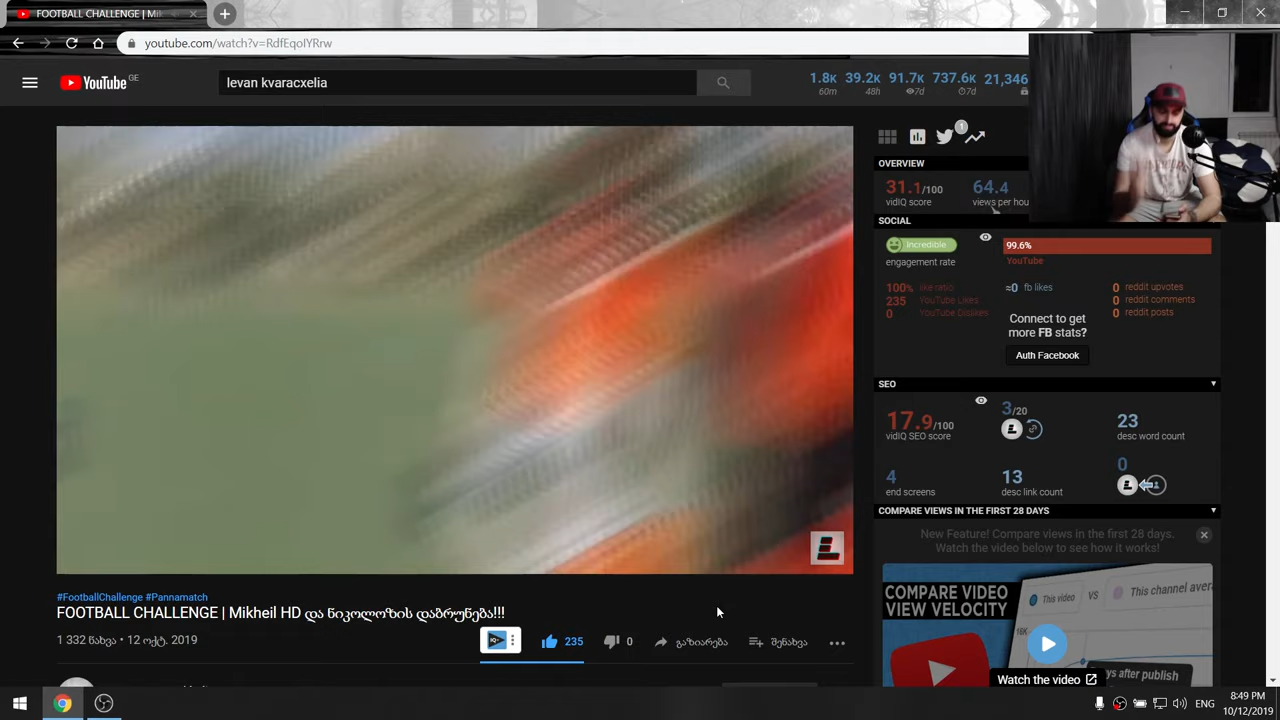 FOOTBALL CHALLENGE | M
youtube.com/watch?v=RdfEqoIYRrw
YouTube GE
levan kvaracxelia
1.8K 39.2K 91.7K 737.6K 21,346
60m 48h 7d 7d
1
OVERVIEW
31.1/100 64.4
vidIQ score views per hou
SOCIAL
Incredible 99.6%
engagement rate YouTube
100% like ratio ≈0 fb likes 0 reddit upvotes
235 YouTube Likes 0 reddit comments
0 YouTube Dislikes 0 reddit posts
Connect to get
more FB stats?
Auth Facebook
SEO
17.9/100 3/20 23
vidIQ SEO score desc word count
4 13 0
end screens desc link count
COMPARE VIEWS IN THE FIRST 28 DAYS
New Feature! Compare views in the first 28 days.
Watch the video below to see how it works!
COMPARE VIDEO
VIEW VELOCITY
This video VS This channel avera
16K
days after publish
Watch the video
#FootballChallenge #Pannamatch
FOOTBALL CHALLENGE | Mikheil HD და ნიკოლოზის დაბრუნება!!!
1 332 ნახვა • 12 ოქტ. 2019
IQ 235 0 გაზიარება შენახვა
ENG
8:49 PM
10/12/2019